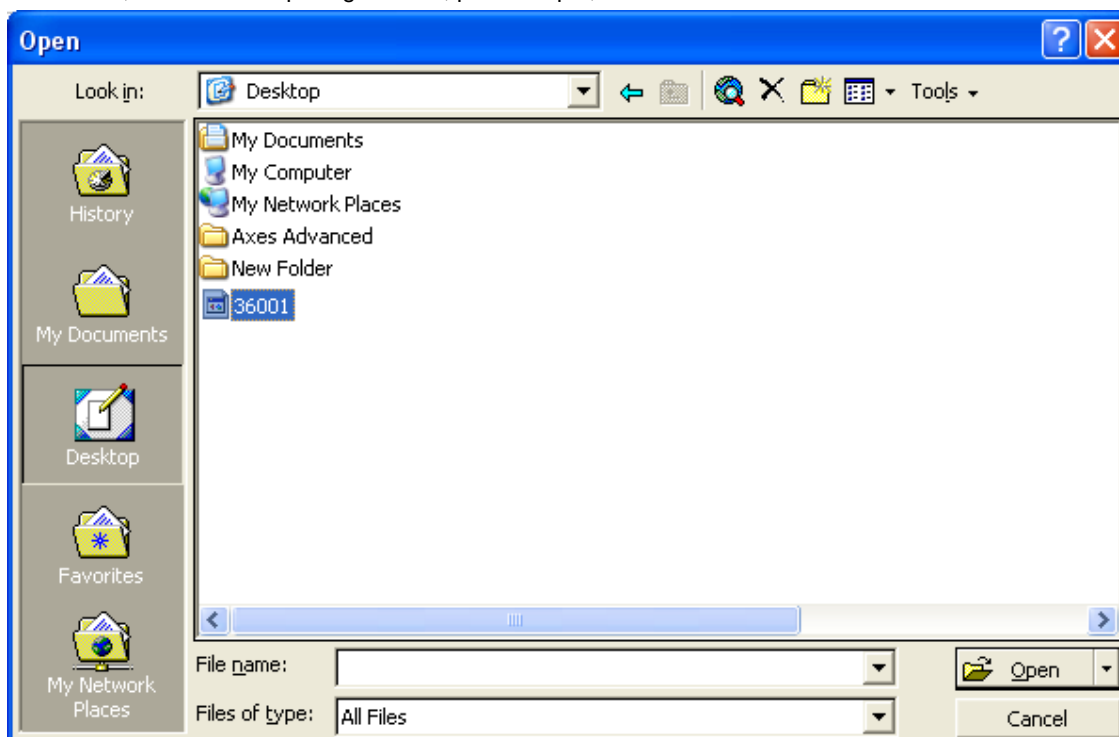 Open
Look in:
Desktop
Tools
My Documents
My Computer
My Network Places
Axes Advanced
New Folder
36001
History
My Documents
Desktop
Favorites
My Network
Places
File name:
Open
Files of type:
All Files
Cancel